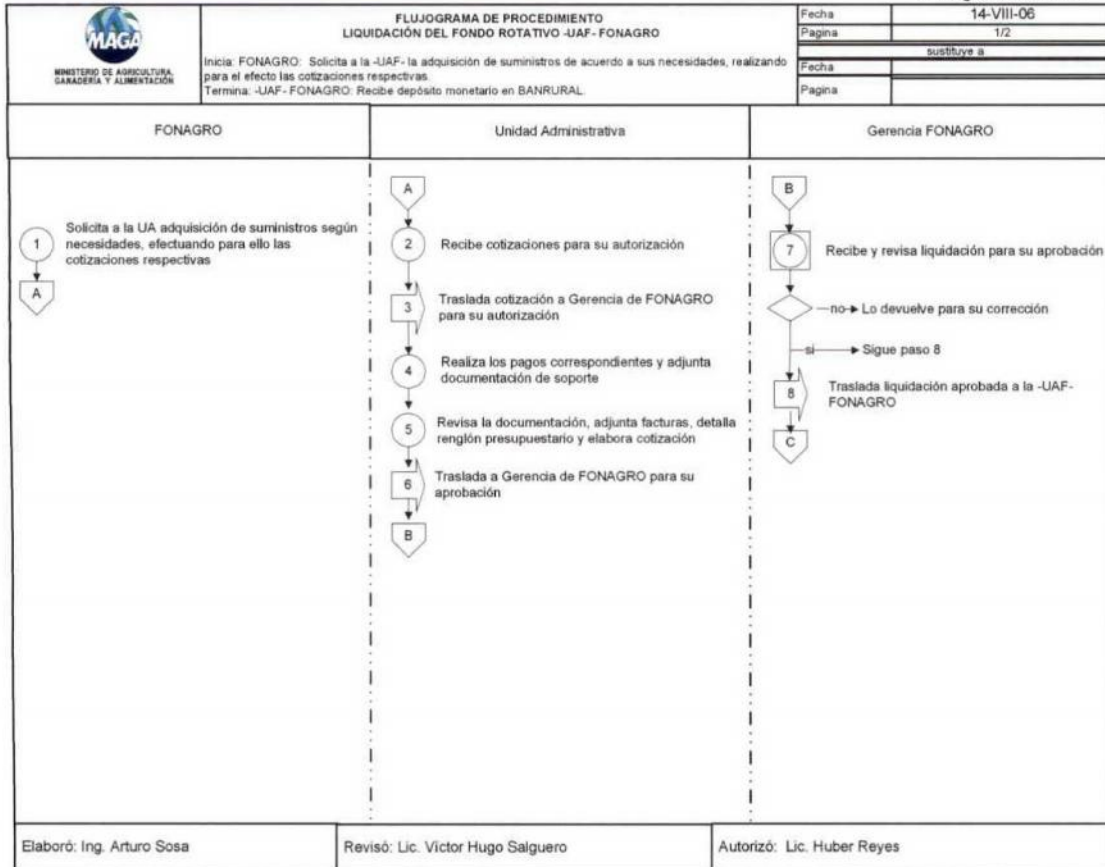 MAGA
MINISTERIO DE AGRICULTURA,
GANADERÍA Y ALIMENTACIÓN
FLUJOGRAMA DE PROCEDIMIENTO
LIQUIDACIÓN DEL FONDO ROTATIVO -UAF- FONAGRO
Inicia: FONAGRO: Solicita a la -UAF- la adquisición de suministros de acuerdo a sus necesidades, realizando
para el efecto las cotizaciones respectivas.
Termina: -UAF- FONAGRO: Recibe depósito monetario en BANRURAL.
Fecha 14-VIII-06
Pagina 1/2
sustituye a
Fecha
Pagina
FONAGRO
Unidad Administrativa
Gerencia FONAGRO
1
Solicita a la UA adquisición de suministros según
necesidades, efectuando para ello las
cotizaciones respectivas
A
A
2
Recibe cotizaciones para su autorización
3
Traslada cotización a Gerencia de FONAGRO
para su autorización
4
Realiza los pagos correspondientes y adjunta
documentación de soporte
5
Revisa la documentación, adjunta facturas, detalla
renglón presupuestario y elabora cotización
6
Traslada a Gerencia de FONAGRO para su
aprobación
B
B
7
Recibe y revisa liquidación para su aprobación
no Lo devuelve para su corrección
si Sigue paso 8
8
Traslada liquidación aprobada a la -UAF-
FONAGRO
C
Elaboró: Ing. Arturo Sosa
Revisó: Lic. Victor Hugo Salguero
Autorizó: Lic. Huber Reyes